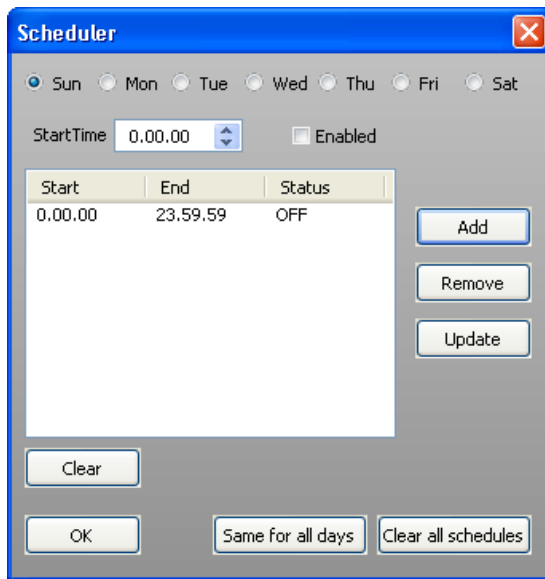 Scheduler
Sun Mon Tue Wed Thu Fri Sat
StartTime 0.00.00 Enabled
Start End Status
0.00.00 23.59.59 OFF
Add
Remove
Update
Clear
OK Same for all days Clear all schedules